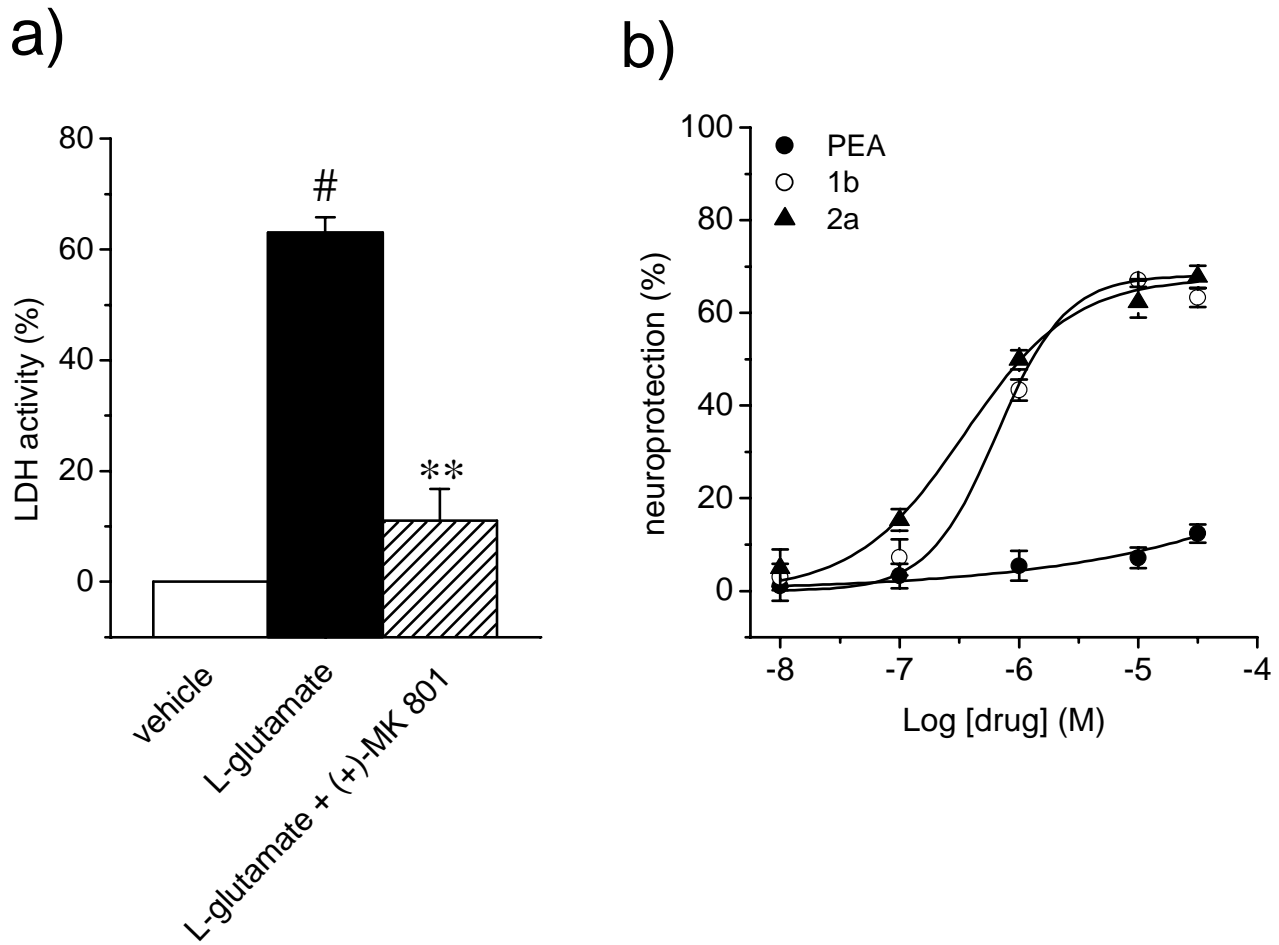 a)
80
60
40
20
0
LDH activity (%)
#
**
vehicle
L-glutamate
L-glutamate + (+)-MK 801
b)
100
80
60
40
20
0
neuroprotection (%)
PEA
1b
2a
-8 -7 -6 -5 -4
Log [drug] (M)